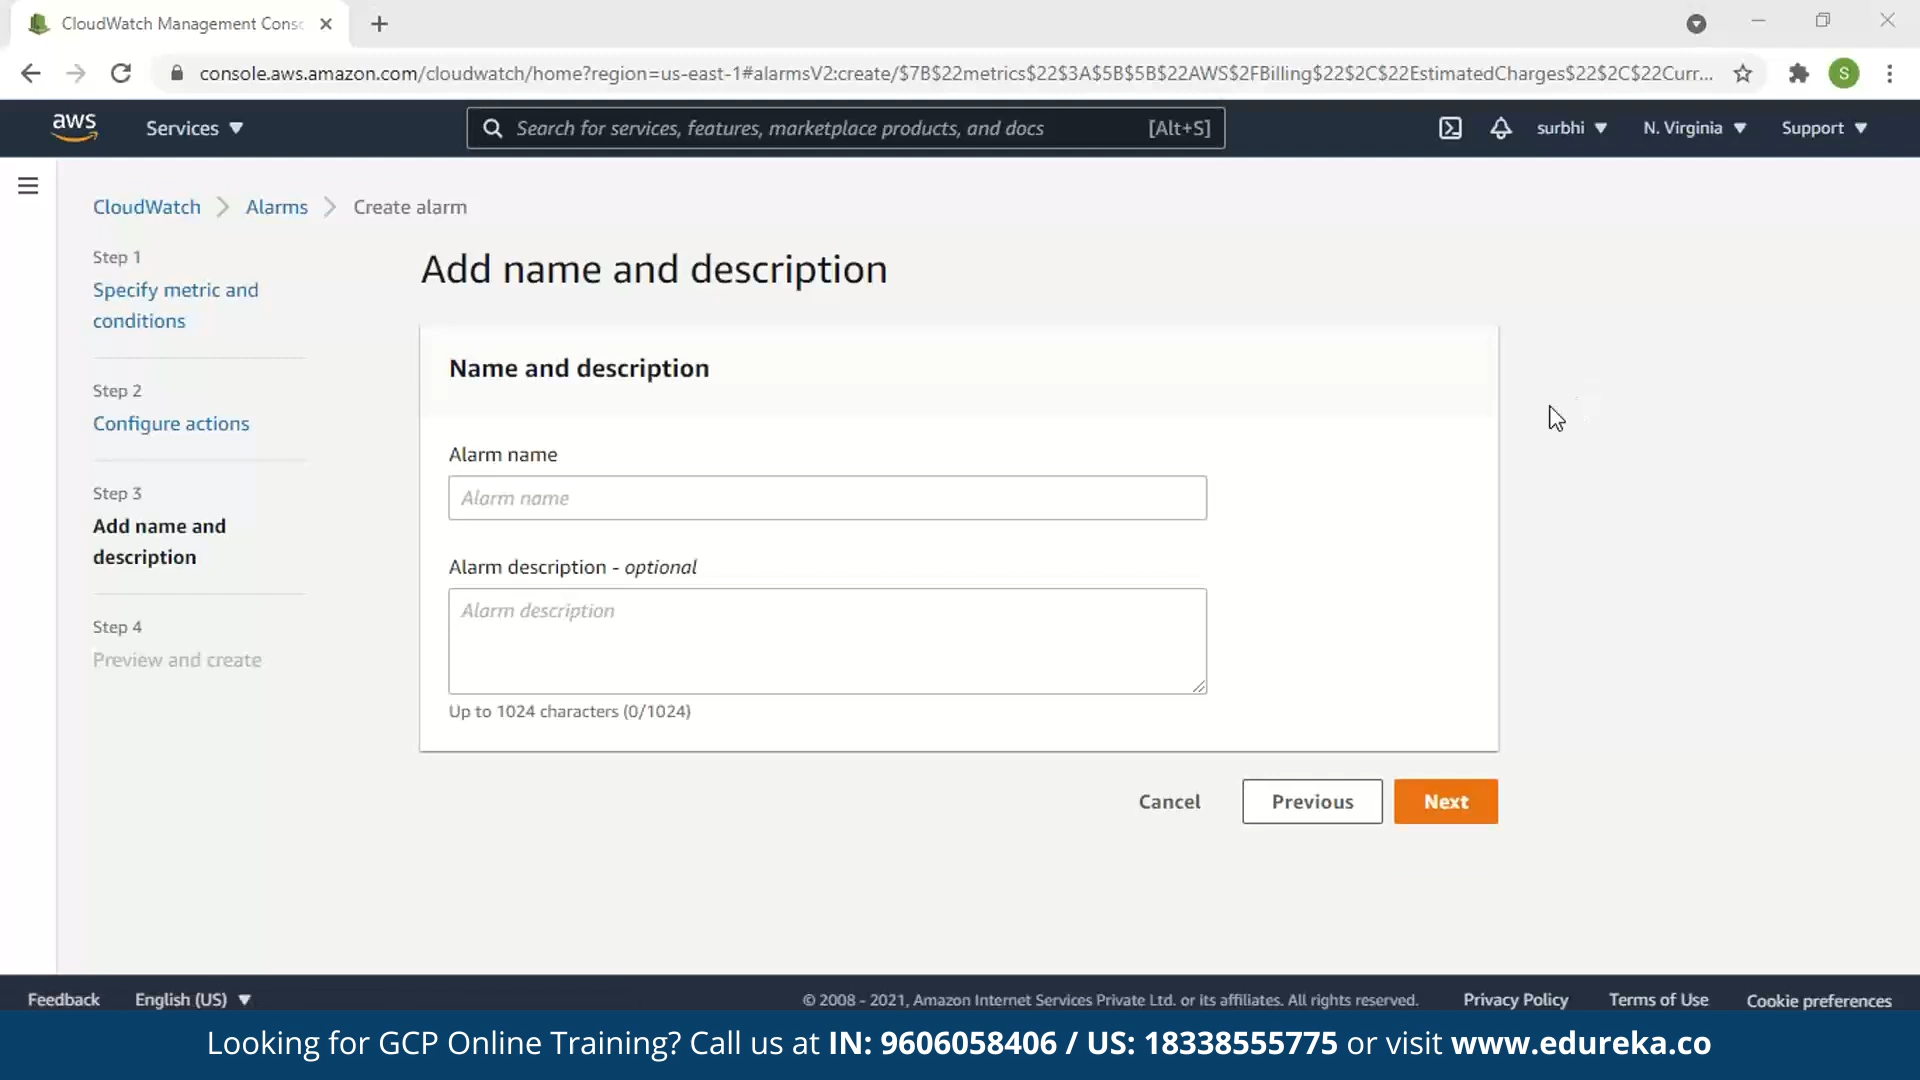 CloudWatch Management Consc
console.aws.amazon.com/cloudwatch/home?region=us-east-1#alarmsV2:create/$7B$22metrics$22$3A$5B$5B$22AWS$2FBilling$22$2C$22EstimatedCharges$22$2C$22Curr...
S
aws
Services
Search for services, features, marketplace products, and docs
[Alt+S]
surbhi
N. Virginia
Support
CloudWatch
Alarms
Create alarm
Step 1
Specify metric and
conditions
Step 2
Configure actions
Step 3
Add name and
description
Step 4
Preview and create
Add name and description
Name and description
Alarm name
Alarm name
Alarm description - optional
Alarm description
Up to 1024 characters (0/1024)
Cancel
Previous
Next
Feedback
English (US)
© 2008 - 2021, Amazon Internet Services Private Ltd. or its affiliates. All rights reserved.
Privacy Policy
Terms of Use
Cookie preferences
Looking for GCP Online Training? Call us at IN: 9606058406 / US: 18338555775 or visit www.edureka.co